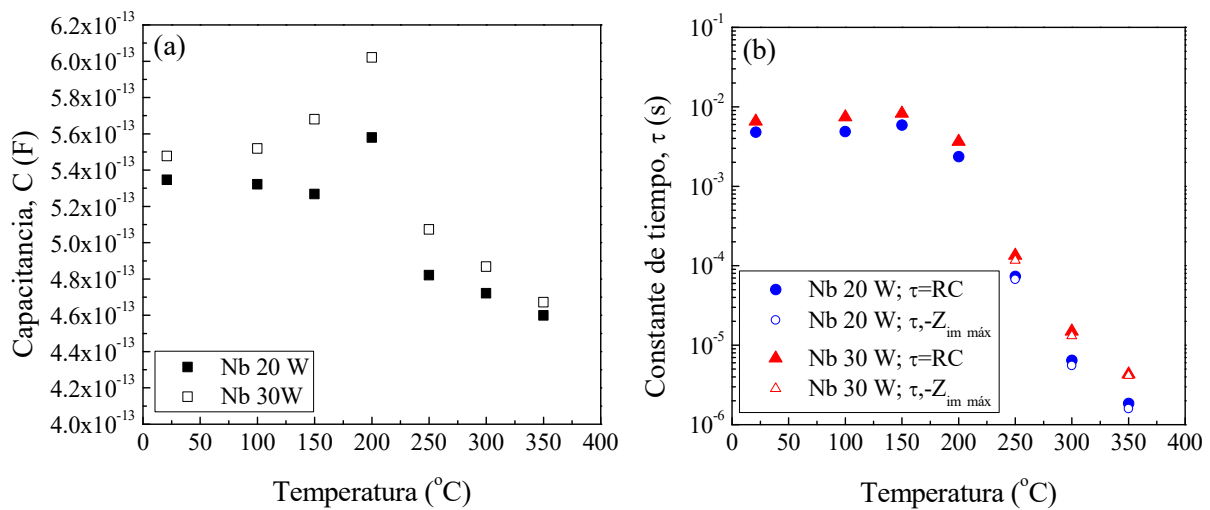 (a)
6.2x10⁻¹³
6.0x10⁻¹³
5.8x10⁻¹³
5.6x10⁻¹³
5.4x10⁻¹³
5.2x10⁻¹³
5.0x10⁻¹³
4.8x10⁻¹³
4.6x10⁻¹³
4.4x10⁻¹³
4.2x10⁻¹³
4.0x10⁻¹³
Capacitancia, C (F)
Nb 20 W
Nb 30W
0 50 100 150 200 250 300 350 400
Temperatura (°C)
(b)
10⁻¹
10⁻²
10⁻³
10⁻⁴
10⁻⁵
10⁻⁶
Constante de tiempo, τ (s)
Nb 20 W; τ=RC
Nb 20 W; τ,-Z_im máx
Nb 30 W; τ=RC
Nb 30 W; τ,-Z_im máx
0 50 100 150 200 250 300 350 400
Temperatura (°C)